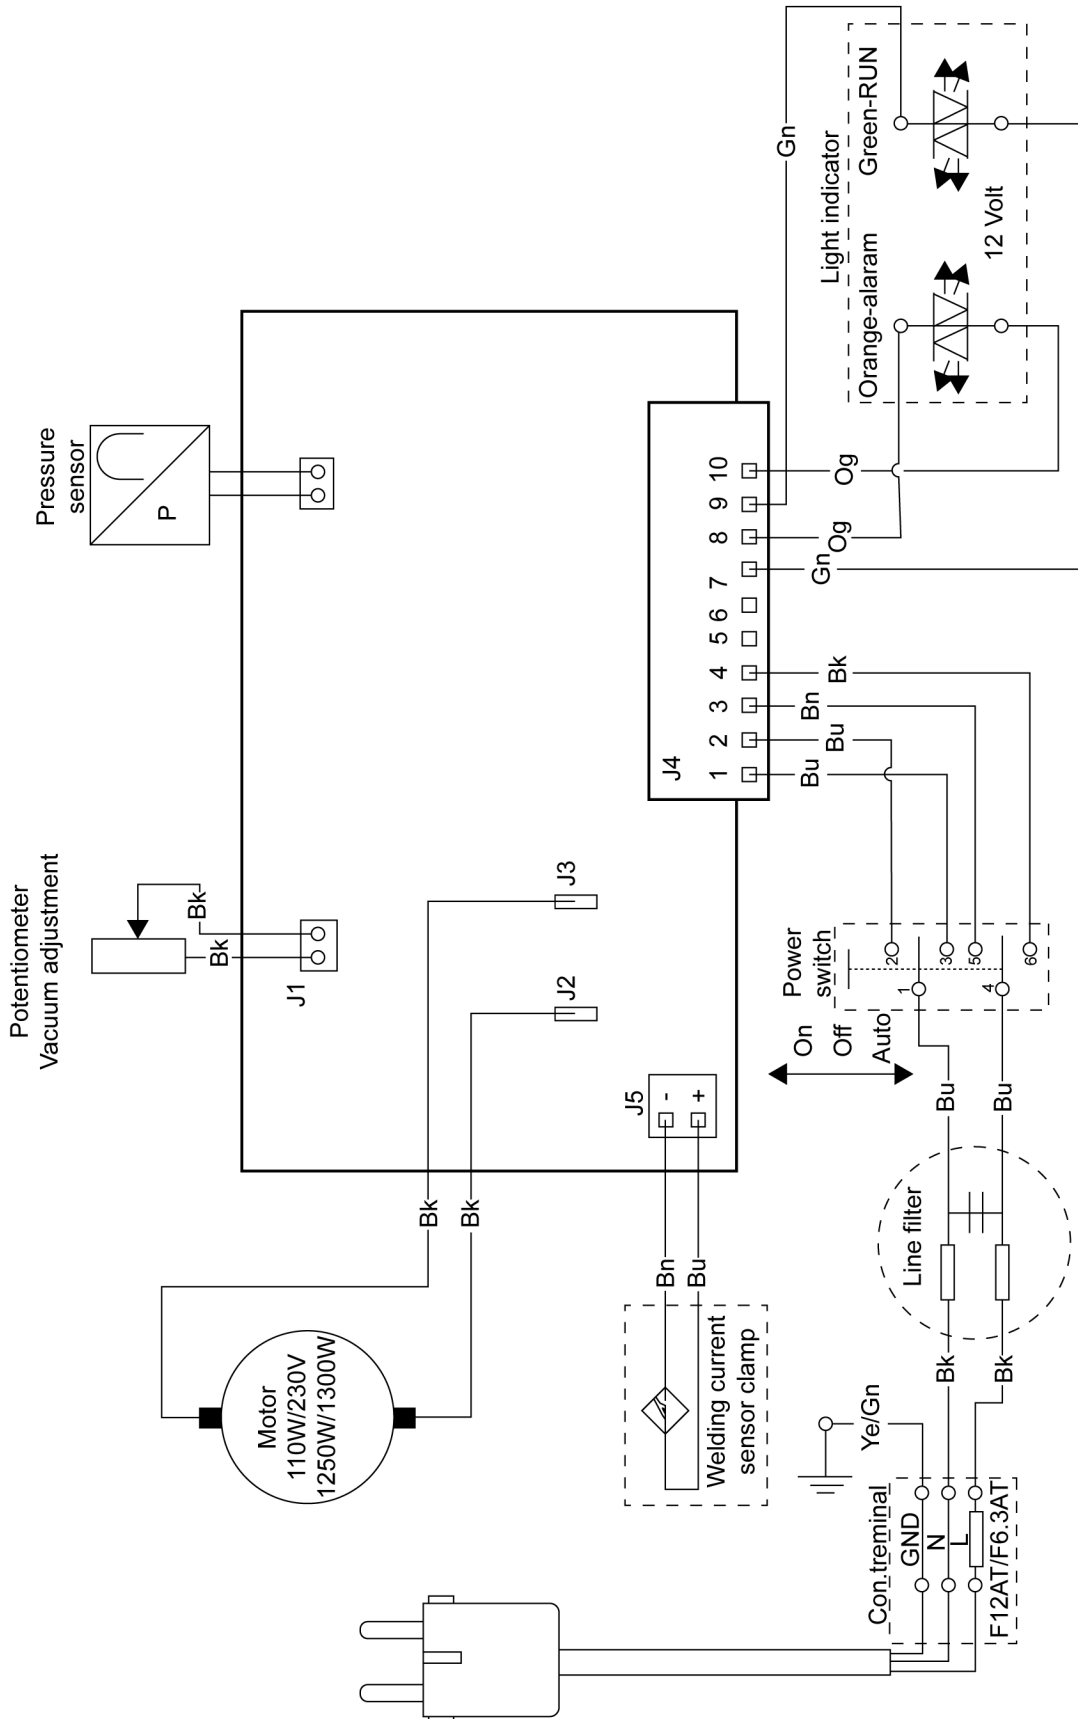 Potentiometer
Vacuum adjustment
Bk
Bk
J1
Pressure
sensor
P
J3
J2
Bk
Bk
Motor
110W/230V
1250W/1300W
J5
-
+
Bn
Bu
Welding current
sensor clamp
J4
1
2
3
4
5
6
7
8
9
10
Bu
Bu
Bn
Bk
Gn
Og
Og
Gn
Light indicator
Orange-alaram
Green-RUN
12 Volt
Power
switch
On
Off
Auto
1
2
3
4
5
6
Bu
Bu
Line filter
Bk
Bk
Ye/Gn
Con.treminal
GND
N
L
F12AT/F6.3AT